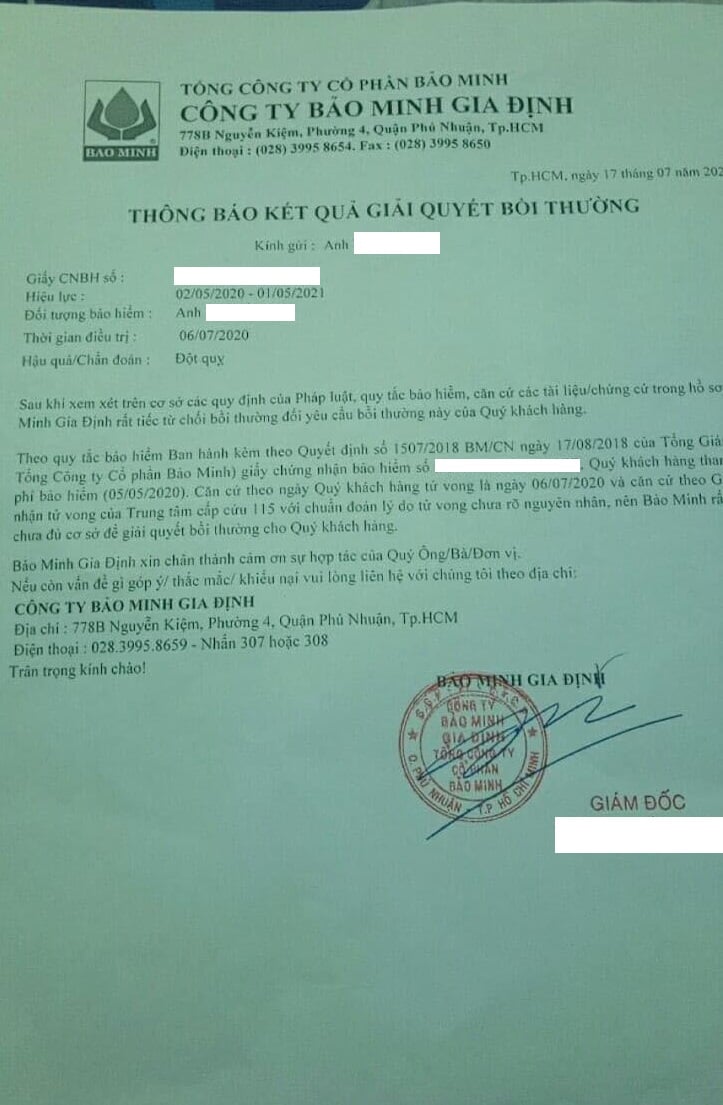 TỔNG CÔNG TY CỔ PHẦN BẢO MINH
CÔNG TY BẢO MINH GIA ĐỊNH
778B Nguyễn Kiệm, Phường 4, Quận Phú Nhuận, Tp.HCM
Điện thoại : (028) 3995 8654. Fax : (028) 3995 8650
BAO MINH
Tp.HCM, ngày 17 tháng 07 năm 202
THÔNG BÁO KẾT QUẢ GIẢI QUYẾT BỒI THƯỜNG
Kính gửi : Anh
Giấy CNBH số :
Hiệu lực : 02/05/2020 - 01/05/2021
Đối tượng bảo hiểm : Anh
Thời gian điều trị : 06/07/2020
Hậu quả/Chẩn đoán : Đột quỵ
Sau khi xem xét trên cơ sở các quy định của Pháp luật, quy tắc bảo hiểm, căn cứ các tài liệu/chứng cứ trong hồ sơ
Minh Gia Định rất tiếc từ chối bồi thường đối yêu cầu bồi thường này của Quý khách hàng.
Theo quy tắc bảo hiểm Ban hành kèm theo Quyết định số 1507/2018 BM/CN ngày 17/08/2018 của Tổng Giá
Tổng Công ty Cổ phần Bảo Minh) giấy chứng nhận bảo hiểm số , Quý khách hàng tham
phí bảo hiểm (05/05/2020). Căn cứ theo ngày Quý khách hàng tử vong là ngày 06/07/2020 và căn cứ theo G
nhận tử vong của Trung tâm cấp cứu 115 với chuẩn đoán lý do tử vong chưa rõ nguyên nhân, nên Bảo Minh rấ
chưa đủ cơ sở để giải quyết bồi thường cho Quý khách hàng.
Bảo Minh Gia Định xin chân thành cám ơn sự hợp tác của Quý Ông/Bà/Đơn vị.
Nếu còn vấn đề gì góp ý/ thắc mắc/ khiếu nại vui lòng liên hệ với chúng tôi theo địa chỉ:
CÔNG TY BẢO MINH GIA ĐỊNH
Địa chỉ : 778B Nguyễn Kiệm, Phường 4, Quận Phú Nhuận, Tp.HCM
Điện thoại : 028.3995.8659 - Nhấn 307 hoặc 308
Trân trọng kính chào!
BẢO MINH GIA ĐỊNH
CÔNG TY
BẢO MINH
GIA ĐỊNH
TỔNG CÔNG TY
CỔ PHẦN
BẢO MINH
Q. PHÚ NHUẬN - T.P HỒ CHÍ MINH
GIÁM ĐỐC